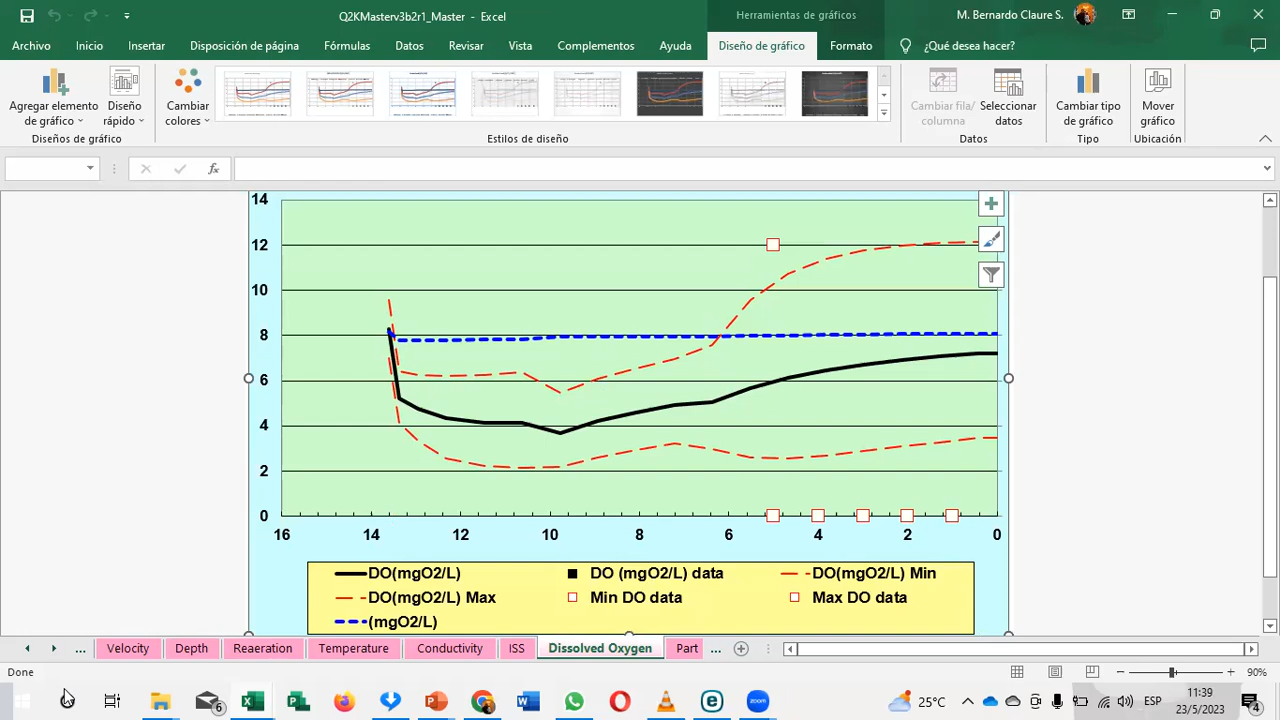 Q2KMasterv3b2r1_Master - Excel
Herramientas de gráficos
M. Bernardo Claure S.
Archivo Inicio Insertar Disposición de página Fórmulas Datos Revisar Vista Complementos Ayuda Diseño de gráfico Formato ¿Qué desea hacer?
Agregar elemento de gráfico
Diseño rápido
Cambiar colores
Cambiar fila columna
Seleccionar datos
Cambiar tipo de gráfico
Mover gráfico
Diseños de gráfico
Estilos de diseño
Datos
Tipo
Ubicación
fx
14
12
10
8
6
4
2
0
16 14 12 10 8 6 4 2 0
DO(mgO2/L) DO (mgO2/L) data DO(mgO2/L) Min
DO(mgO2/L) Max Min DO data Max DO data
(mgO2/L)
... Velocity Depth Reaeration Temperature Conductivity ISS Dissolved Oxygen Part ...
Done
90%
6
zoom
25°C
ESP
11:39
23/5/2023
4